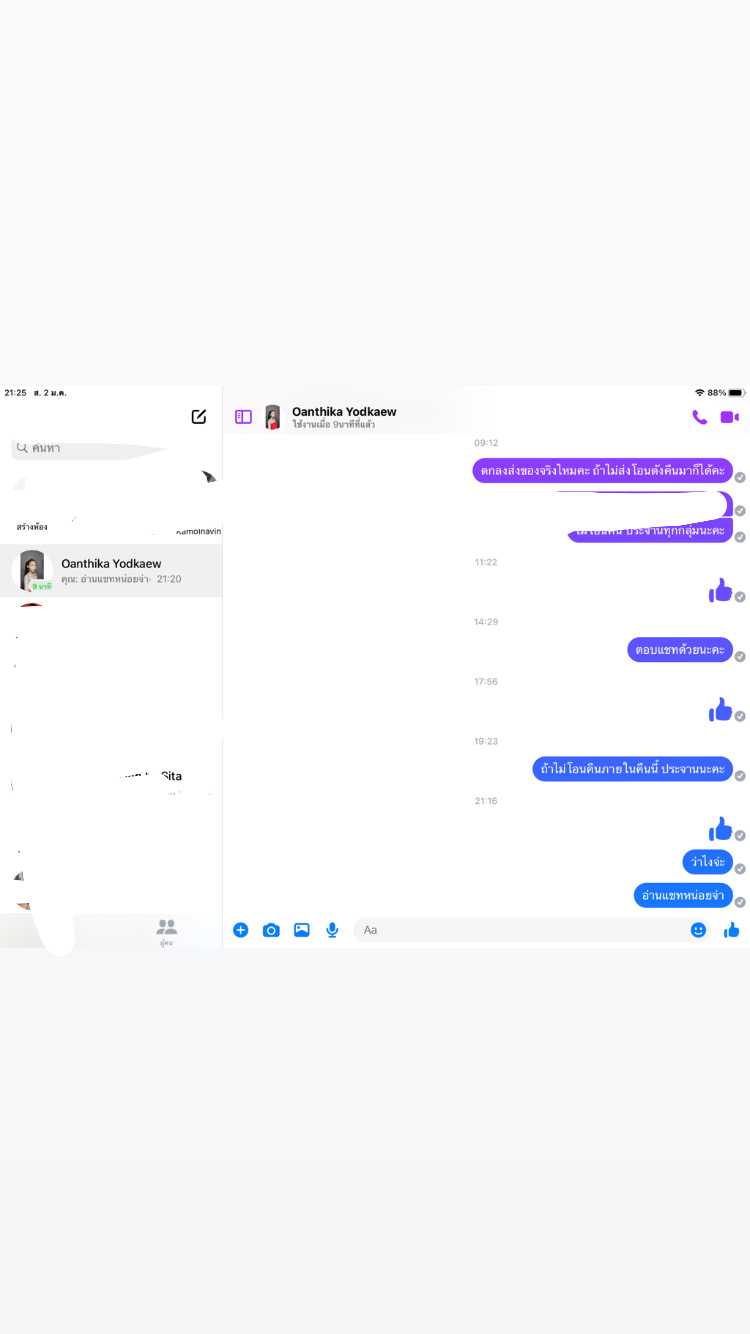 21:25 ส. 2 ม.ค.
88%
ค้นหา
สร้างห้อง
Kamolnavin
Oanthika Yodkaew
คุณ: อ่านแชทหน่อยจ่า· 21:20
9 นาที
Sita
ผู้คน
Oanthika Yodkaew
ใช้งานเมื่อ 9นาทีที่แล้ว
09:12
ตกลงส่งของจริงไหมคะ ถ้าไม่ส่งโอนตังคืนมาก็ได้คะ
ไม่โอนคืน ประจานทุกกลุ่มนะคะ
11:22
14:29
ตอบแชทด้วยนะคะ
17:56
19:23
ถ้าไม่โอนคืนภายในคืนนี้ ประจานนะคะ
21:16
ว่าไงจ่ะ
อ่านแชทหน่อยจ่า
Aa